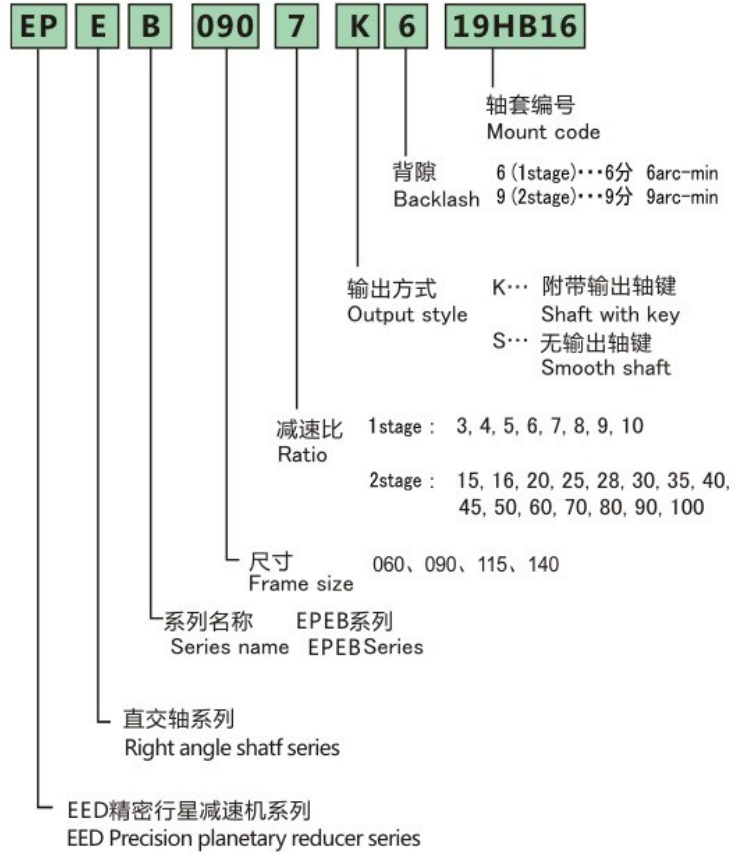 EP E B 090 7 K 6 19HB16
轴套编号
Mount code
背隙 6 (1stage)···6分 6arc-min
Backlash 9 (2stage)···9分 9arc-min
输出方式 K··· 附带输出轴键
Output style Shaft with key
S··· 无输出轴键
Smooth shaft
减速比 1stage : 3, 4, 5, 6, 7, 8, 9, 10
Ratio
2stage : 15, 16, 20, 25, 28, 30, 35, 40,
45, 50, 60, 70, 80, 90, 100
尺寸 060、090、115、140
Frame size
系列名称 EPEB系列
Series name EPEBSeries
直交轴系列
Right angle shatf series
EED精密行星减速机系列
EED Precision planetary reducer series